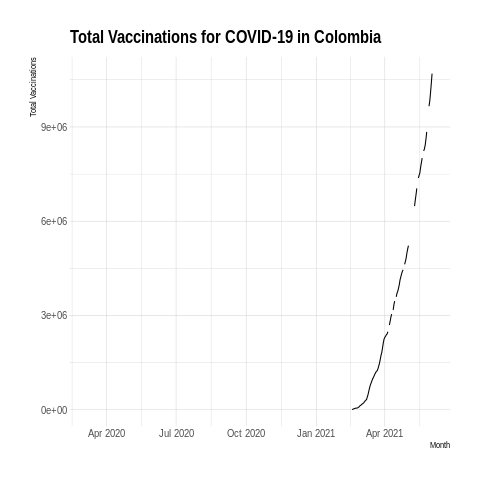 Total Vaccinations for COVID-19 in Colombia
Total Vaccinations
9e+06
6e+06
3e+06
0e+00
Apr 2020 Jul 2020 Oct 2020 Jan 2021 Apr 2021
Month